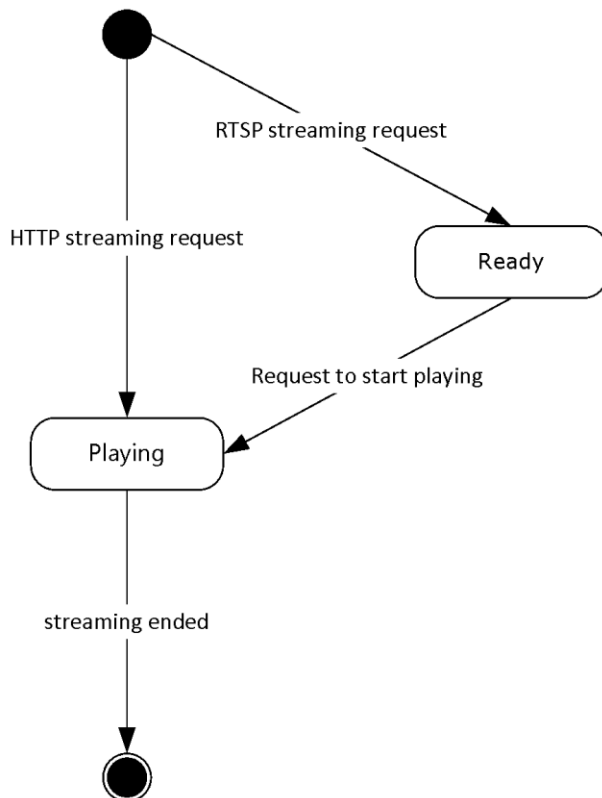 RTSP streaming request
HTTP streaming request
Ready
Request to start playing
Playing
streaming ended